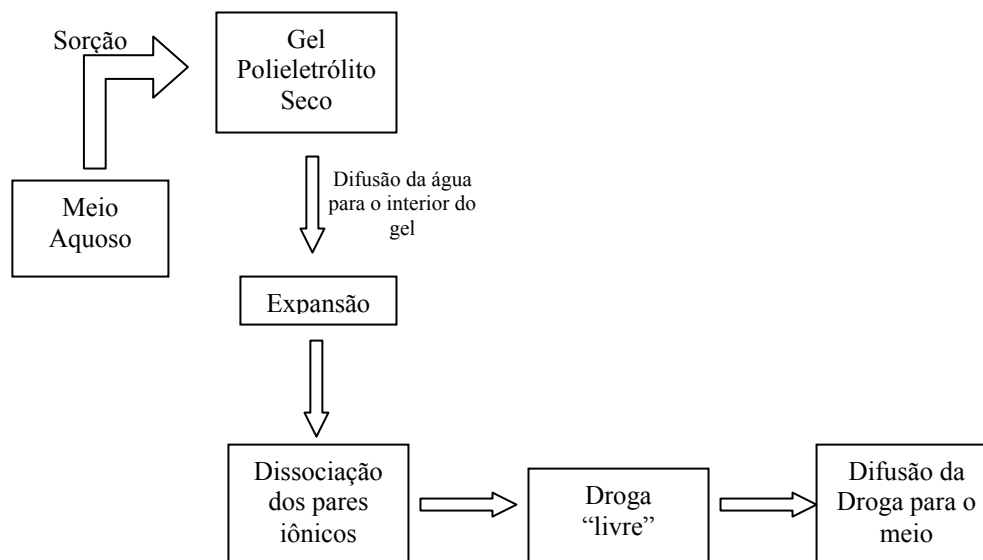 Sorção
Gel
Polieletrólito
Seco
Meio
Aquoso
Difusão da água
para o interior do
gel
Expansão
Dissociação
dos pares
iônicos
Droga
“livre”
Difusão da
Droga para o
meio